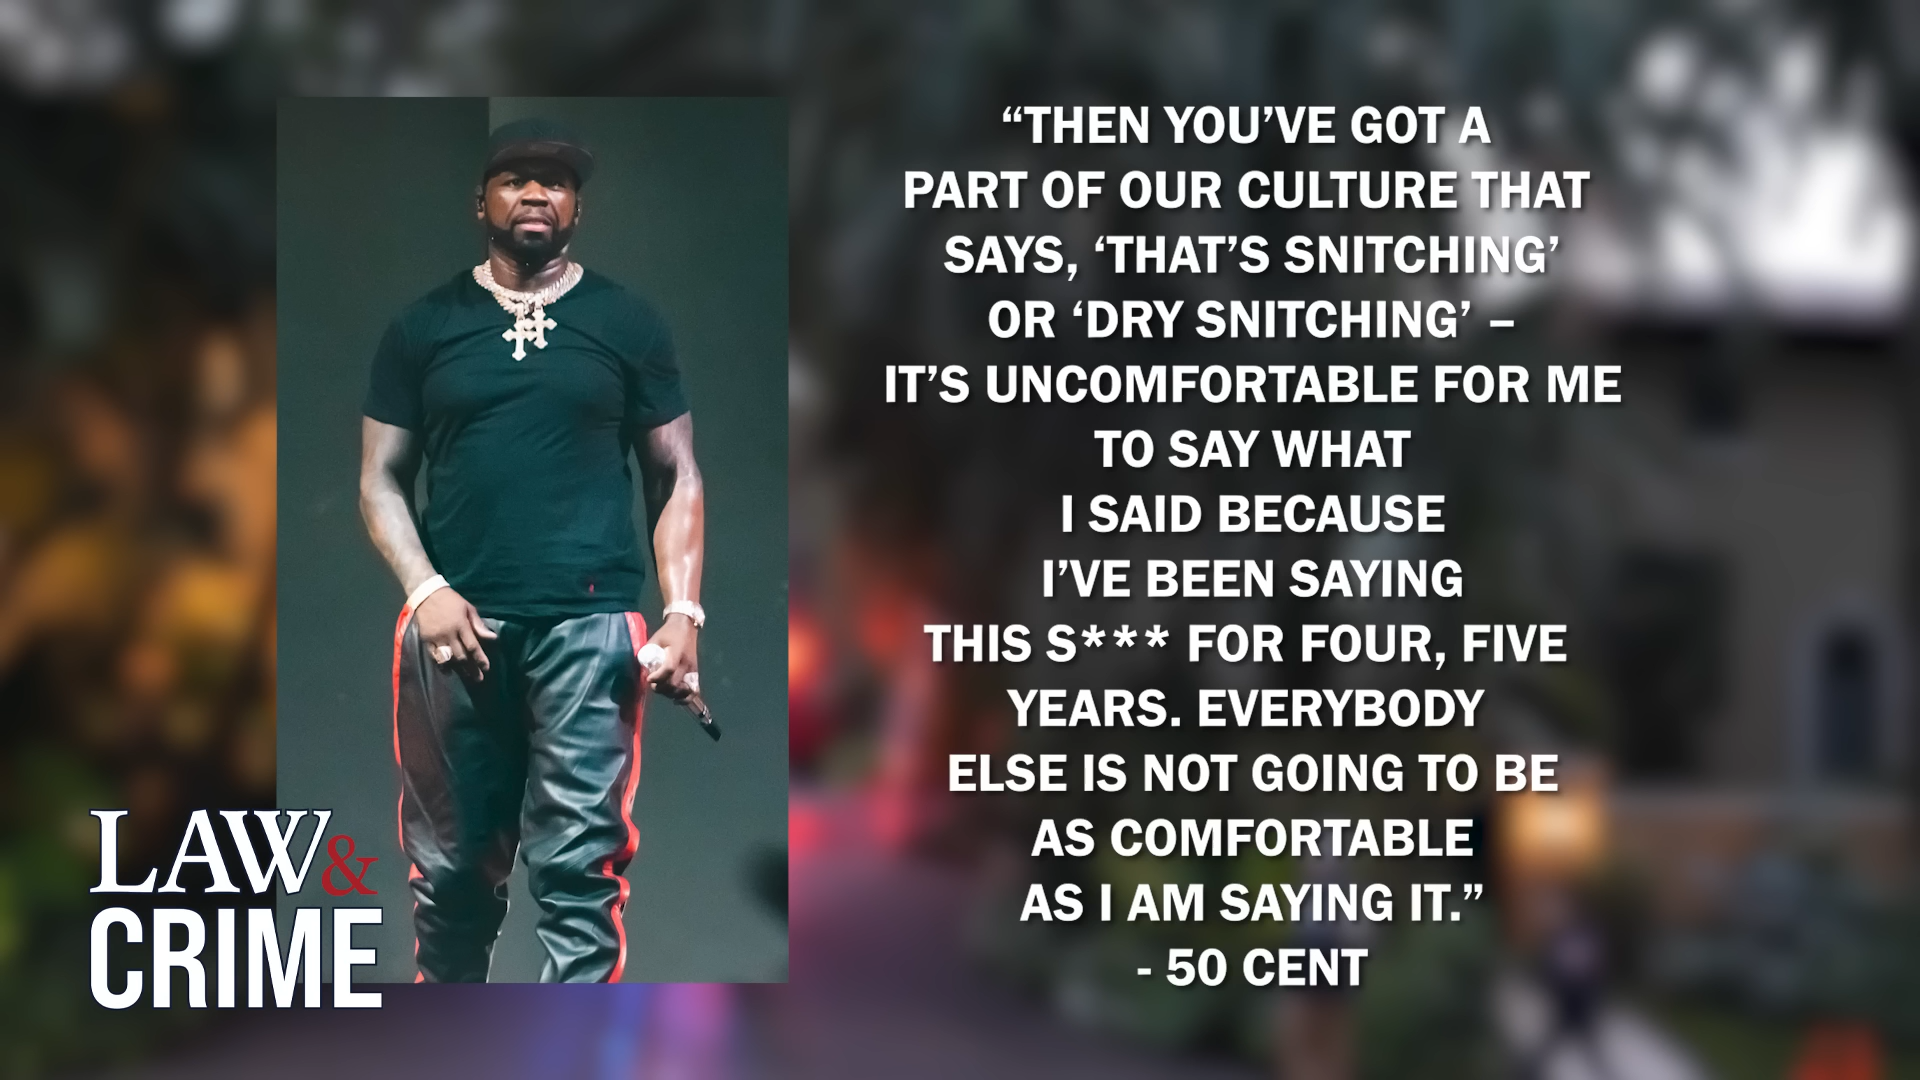 “THEN YOU’VE GOT A
PART OF OUR CULTURE THAT
SAYS, ‘THAT’S SNITCHING’
OR ‘DRY SNITCHING’ –
IT’S UNCOMFORTABLE FOR ME
TO SAY WHAT
I SAID BECAUSE
I’VE BEEN SAYING
THIS S*** FOR FOUR, FIVE
YEARS. EVERYBODY
ELSE IS NOT GOING TO BE
AS COMFORTABLE
AS I AM SAYING IT.”
- 50 CENT
LAW&
CRIME